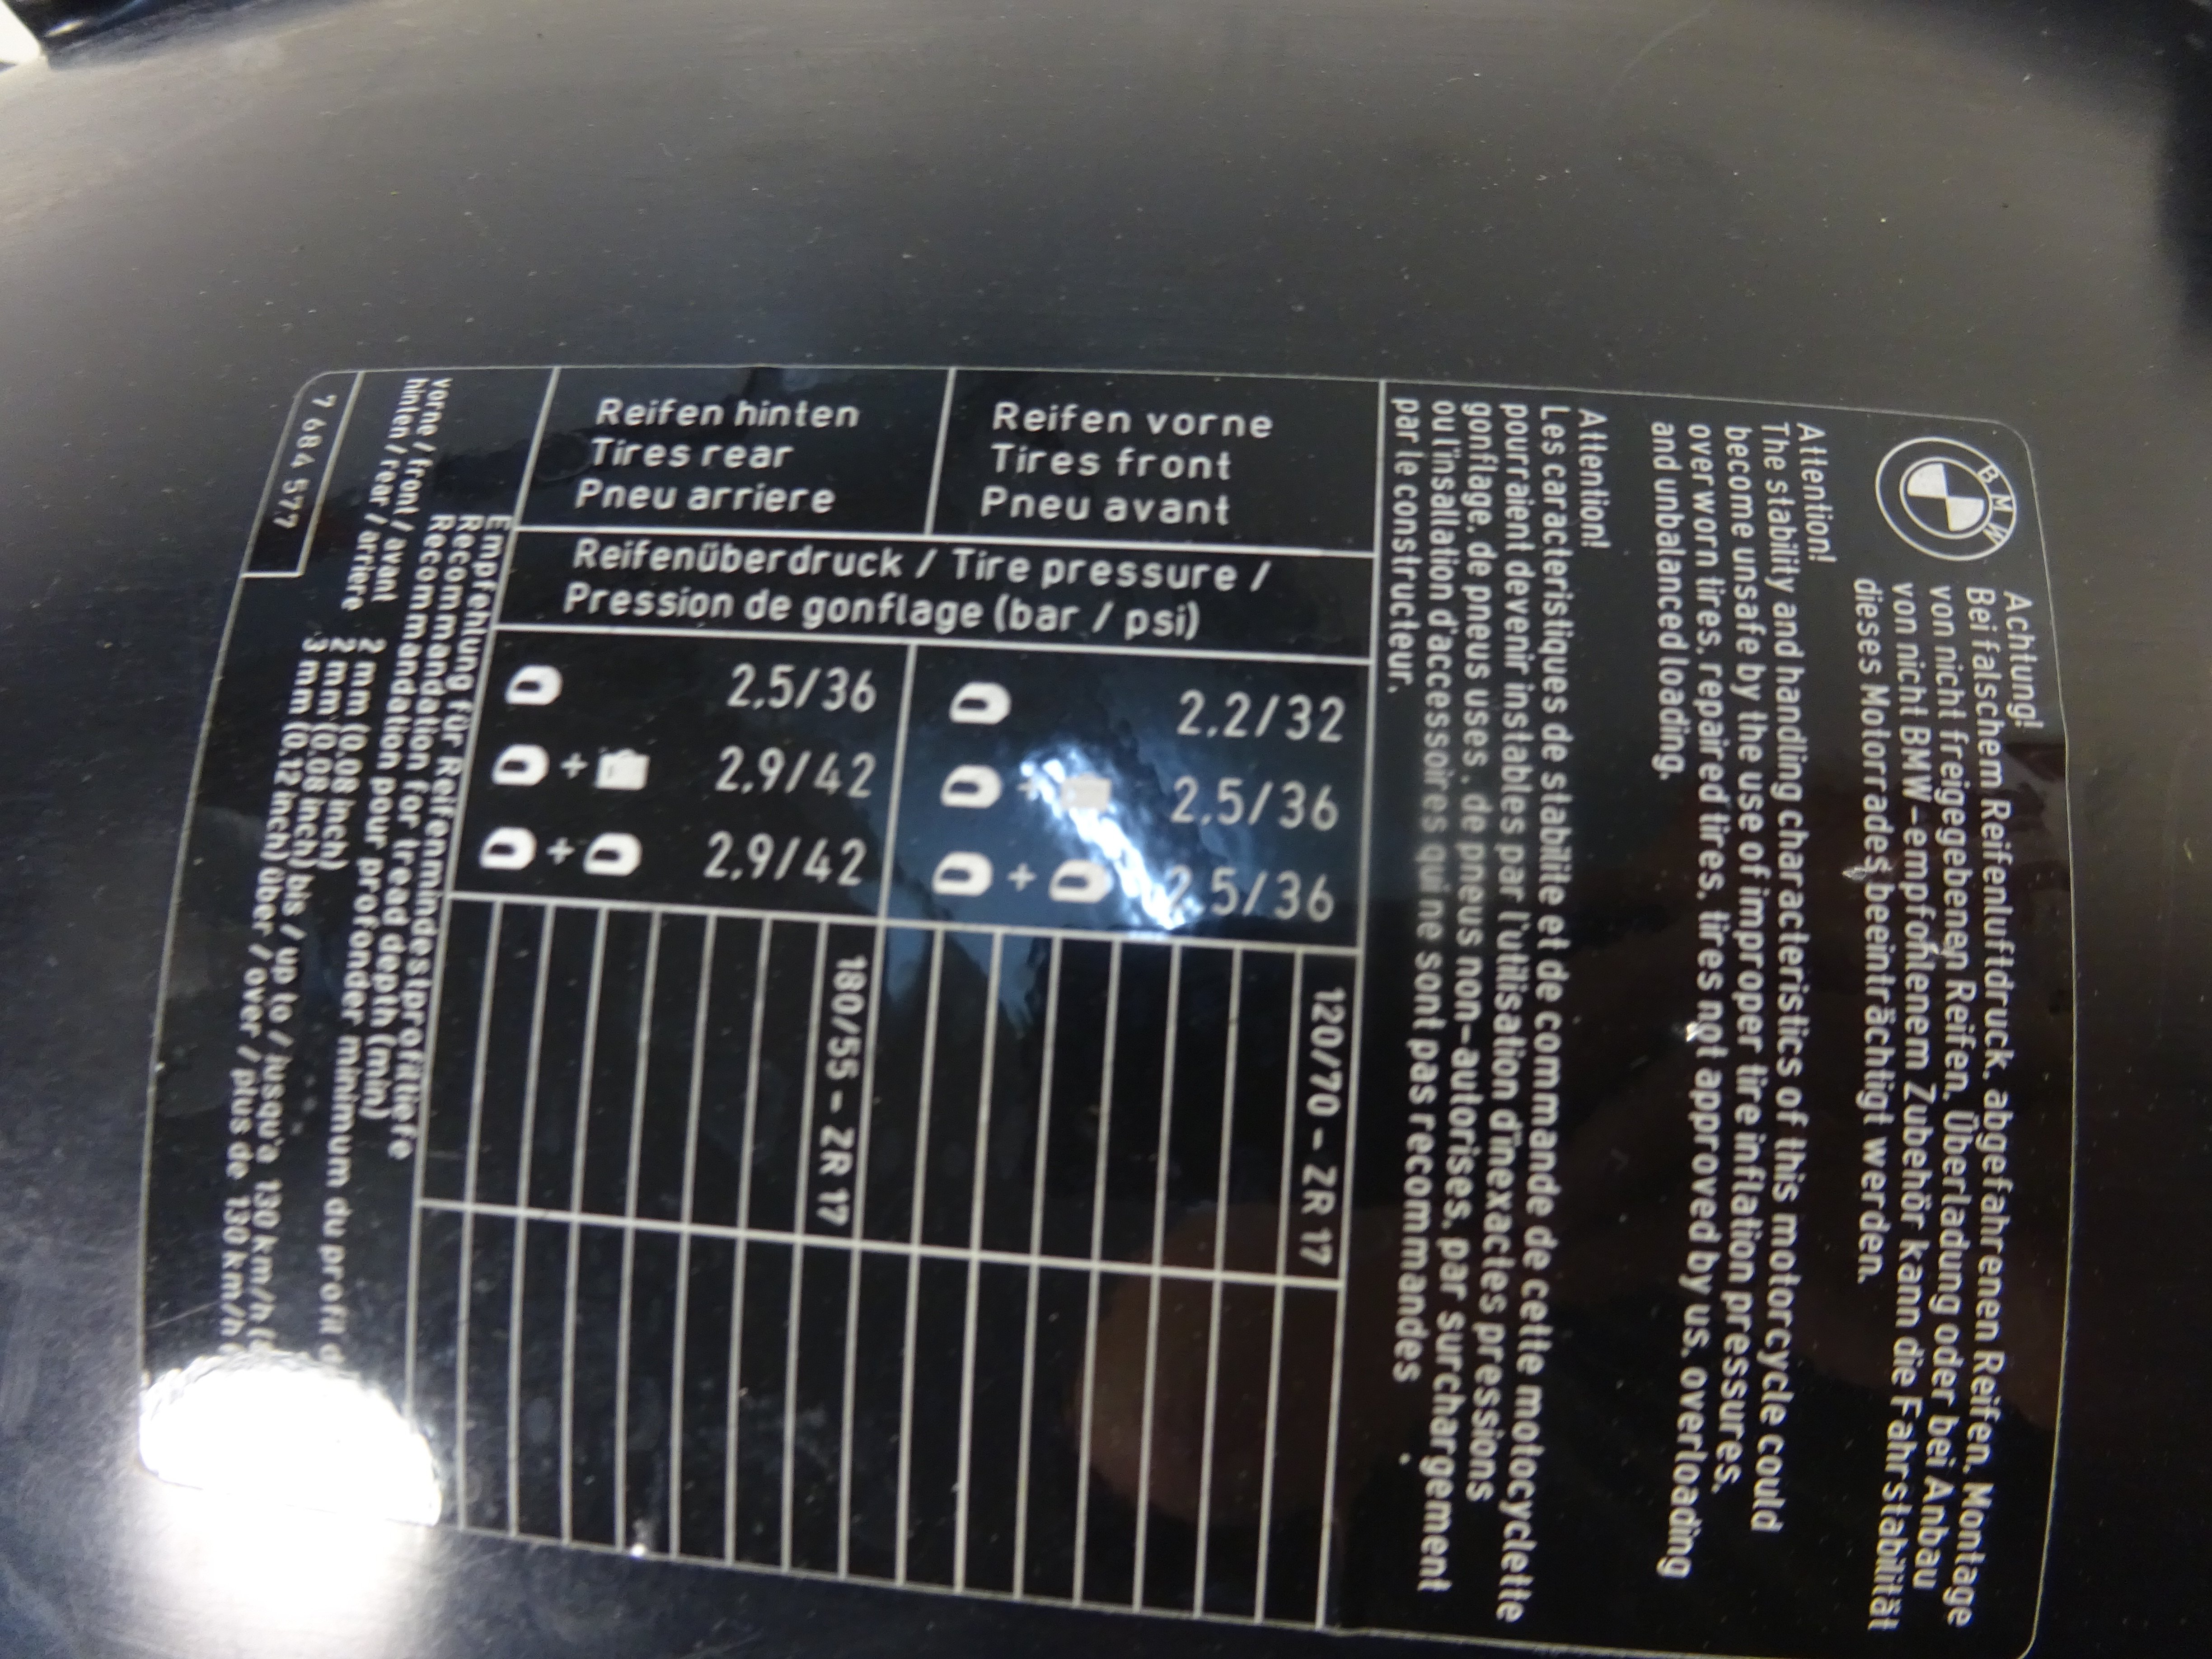 BMW
Achtung!
Bei falschem Reifenluftdruck, abgefahrenen Reifen, Montage
von nicht freigegebenen Reifen, Überladung oder bei Anbau
von nicht BMW-empfohlenem Zubehör kann die Fahrstabilität
dieses Motorrades beeinträchtigt werden.
Attention!
The stability and handling characteristics of this motorcycle could
become unsafe by the use of improper tire inflation pressures,
overworn tires, repaired tires, tires not approved by us, overloading
and unbalanced loading.
Attention!
Les caracteristiques de stabilite et de commande de cette motocyclette
pourraient devenir instables par l'utilisation d'inexactes pressions
gonflage, de pneus uses, de pneus non-autorises, par surchargement
ou l'insallation d'accessoires qui ne sont pas recommandes
par le constructeur.
Reifen vorne
Tires front
Pneu avant
Reifen hinten
Tires rear
Pneu arriere
Reifenüberdruck / Tire pressure /
Pression de gonflage (bar / psi)
2.2/32
+ 2.5/36
+ 2.5/36
2.5/36
+ 2.9/42
+ 2.9/42
120/70 - ZR 17
180/55 - ZR 17
Empfehlung für Reifenmindestprofiltiefe
Recommandation for tread depth (min)
Recommandation pour profonder minimum du profil
vorne / front / avant 2 mm (0,08 inch)
hinten / rear / arriere 2 mm (0,08 inch) bis / up to / jusqu'a 130 km/h
3 mm (0,12 inch) über / over / plus de 130 km/h
7 684 577